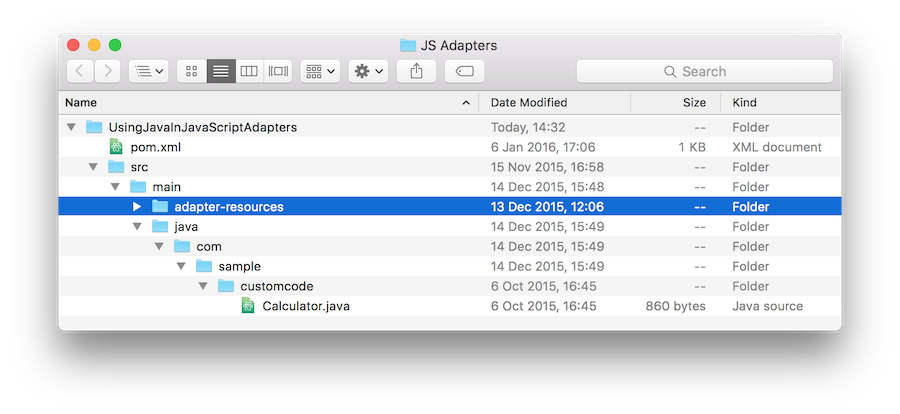 JS Adapters
Search
Name Date Modified Size Kind
UsingJavaInJavaScriptAdapters Today, 14:32 -- Folder
pom.xml 6 Jan 2016, 17:06 1 KB XML document
src 15 Nov 2015, 16:58 -- Folder
main 14 Dec 2015, 15:48 -- Folder
adapter-resources 13 Dec 2015, 12:06 -- Folder
java 14 Dec 2015, 15:49 -- Folder
com 14 Dec 2015, 15:49 -- Folder
sample 14 Dec 2015, 15:49 -- Folder
customcode 6 Oct 2015, 16:45 -- Folder
Calculator.java 6 Oct 2015, 16:45 860 bytes Java source